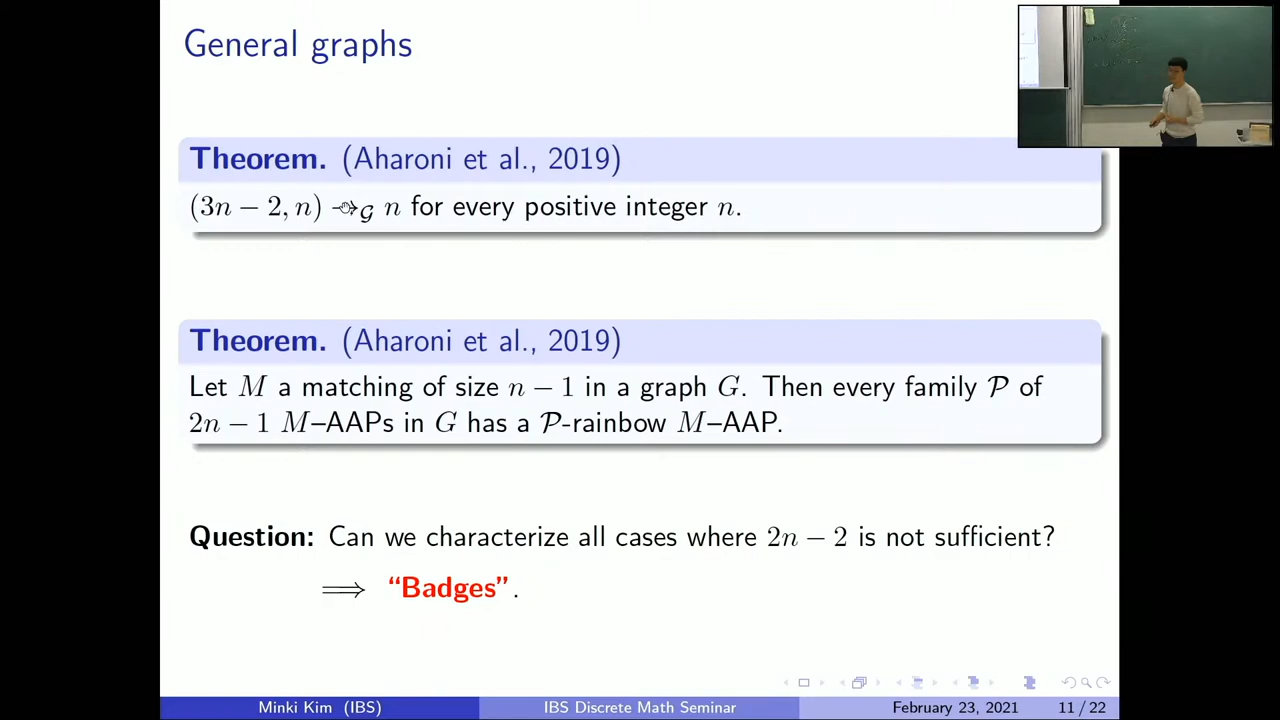 General graphs
Theorem. (Aharoni et al., 2019)
(3n − 2, n) ⤳_𝒢 n for every positive integer n.
Theorem. (Aharoni et al., 2019)
Let M a matching of size n − 1 in a graph G. Then every family 𝒫 of
2n − 1 M–AAPs in G has a 𝒫-rainbow M–AAP.
Question: Can we characterize all cases where 2n − 2 is not sufficient?
⟹ “Badges”.
Minki Kim (IBS) IBS Discrete Math Seminar February 23, 2021 11 / 22